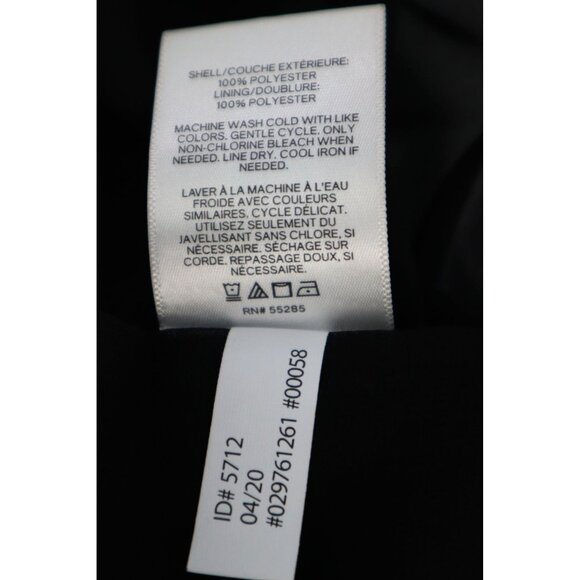 SHELL/COUCHE EXTÉRIEURE:
100% POLYESTER
LINING/DOUBLURE:
100% POLYESTER
MACHINE WASH COLD WITH LIKE
COLORS. GENTLE CYCLE. ONLY
NON-CHLORINE BLEACH WHEN
NEEDED. LINE DRY. COOL IRON IF
NEEDED.
LAVER À LA MACHINE À L'EAU
FROIDE AVEC COULEURS
SIMILAIRES. CYCLE DÉLICAT.
UTILISEZ SEULEMENT DU
JAVELLISANT SANS CHLORE, SI
NÉCESSAIRE. SÉCHAGE SUR
CORDE. REPASSAGE DOUX, SI
NÉCESSAIRE.
RN# 55285
ID# 5712
04/20
#029761261 #00058